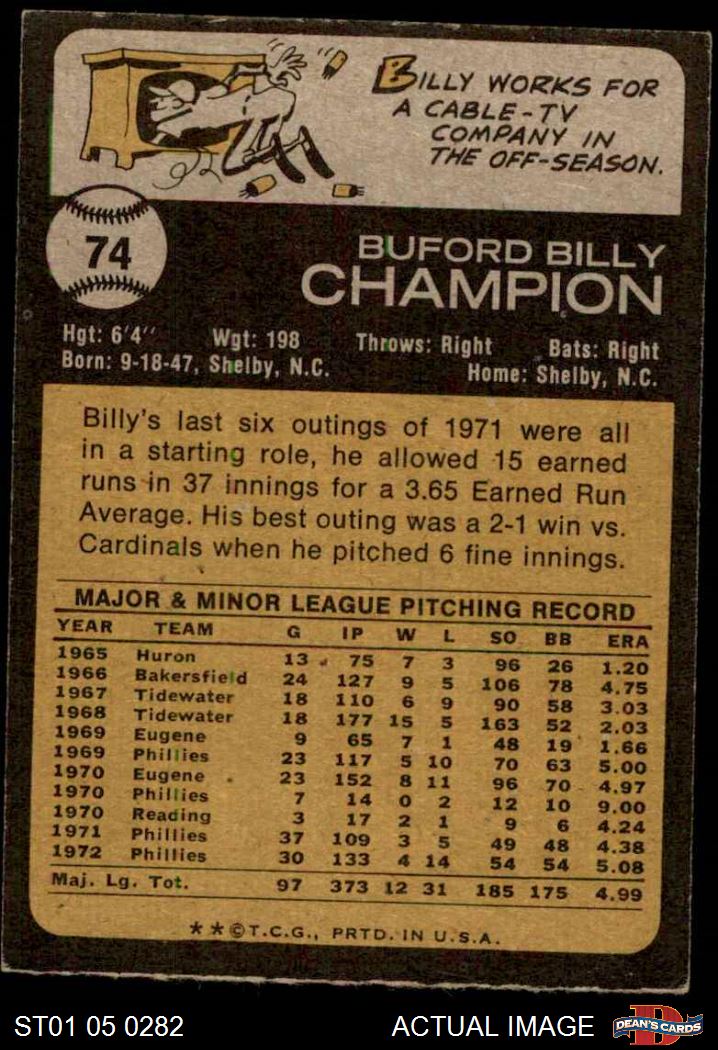 BILLY WORKS FOR
A CABLE-TV
COMPANY IN
THE OFF-SEASON.
74
BUFORD BILLY
CHAMPION
Hgt: 6'4" Wgt: 198 Throws: Right Bats: Right
Born: 9-18-47, Shelby, N.C. Home: Shelby, N.C.
Billy's last six outings of 1971 were all
in a starting role, he allowed 15 earned
runs in 37 innings for a 3.65 Earned Run
Average. His best outing was a 2-1 win vs.
Cardinals when he pitched 6 fine innings.
MAJOR & MINOR LEAGUE PITCHING RECORD
YEAR TEAM G IP W L SO BB ERA
1965 Huron 13 75 7 3 96 26 1.20
1966 Bakersfield 24 127 9 5 106 78 4.75
1967 Tidewater 18 110 6 9 90 58 3.03
1968 Tidewater 18 177 15 5 163 52 2.03
1969 Eugene 9 65 7 1 48 19 1.66
1969 Phillies 23 117 5 10 70 63 5.00
1970 Eugene 23 152 8 11 96 70 4.97
1970 Phillies 7 14 0 2 12 10 9.00
1970 Reading 3 17 2 1 9 6 4.24
1971 Phillies 37 109 3 5 49 48 4.38
1972 Phillies 30 133 4 14 54 54 5.08
Maj. Lg. Tot. 97 373 12 31 185 175 4.99
**©T.C.G., PRTD. IN U.S.A.
ST01 05 0282 ACTUAL IMAGE D DEAN'S CARDS